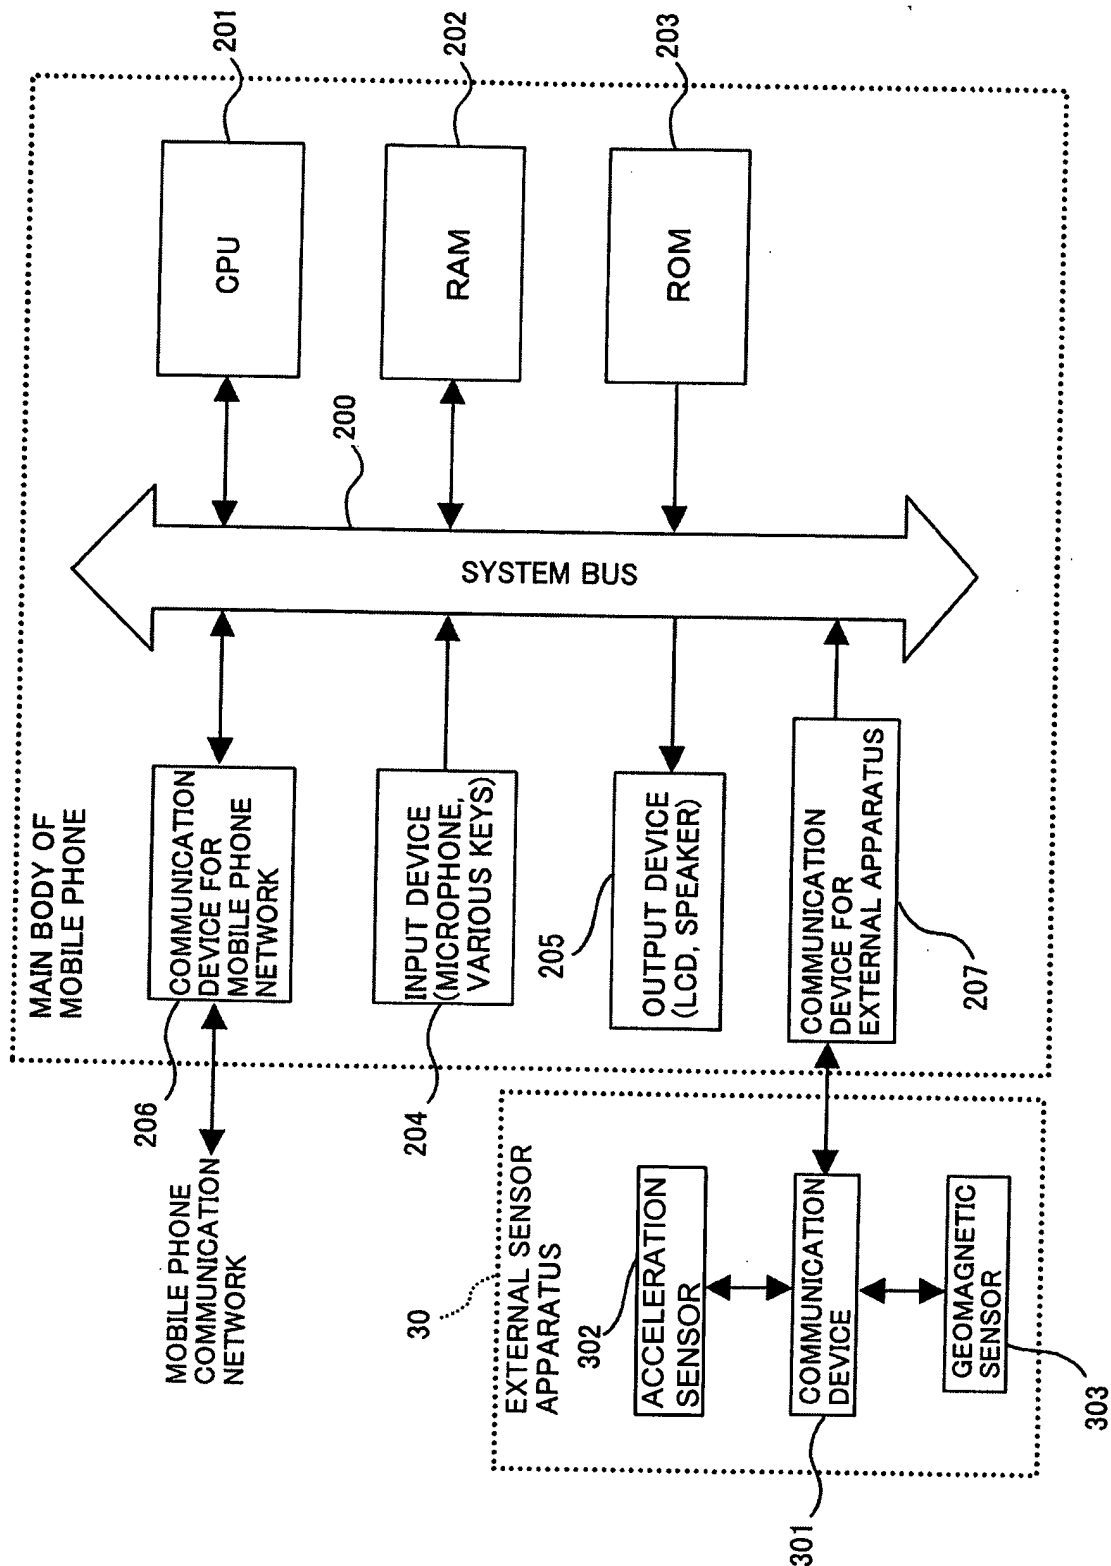 MAIN BODY OF
MOBILE PHONE
MOBILE PHONE
COMMUNICATION
NETWORK
206
COMMUNICATION
DEVICE FOR
MOBILE PHONE
NETWORK
CPU
201
204
INPUT DEVICE
(MICROPHONE,
VARIOUS KEYS)
200
RAM
202
SYSTEM BUS
205
OUTPUT DEVICE
(LCD, SPEAKER)
ROM
203
COMMUNICATION
DEVICE FOR
EXTERNAL APPARATUS
207
30
EXTERNAL SENSOR
APPARATUS
302
ACCELERATION
SENSOR
301
COMMUNICATION
DEVICE
GEOMAGNETIC
SENSOR
303